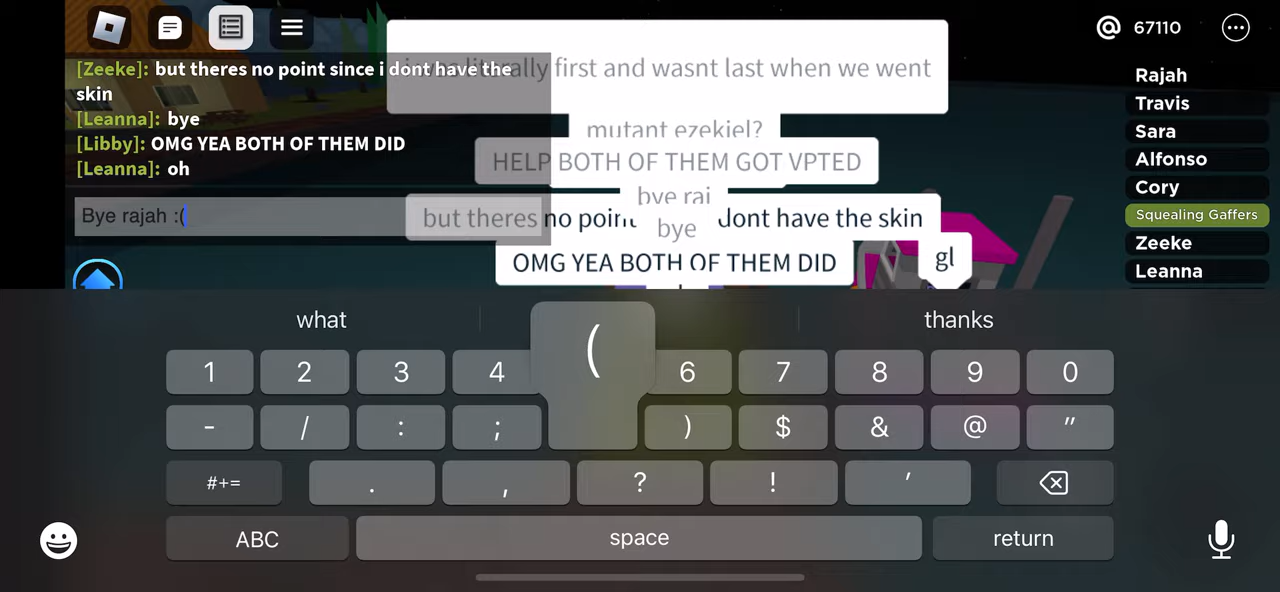 67110
[Zeeke]: but theres no point since i dont have the
skin
[Leanna]: bye
[Libby]: OMG YEA BOTH OF THEM DID
[Leanna]: oh
Bye rajah :(
literally first and wasnt last when we went
mutant ezekiel?
HELP BOTH OF THEM GOT VPTED
bye raj
but theres no point dont have the skin
bye
OMG YEA BOTH OF THEM DID
gl
Rajah
Travis
Sara
Alfonso
Cory
Squealing Gaffers
Zeeke
Leanna
what thanks
1 2 3 4 ( 6 7 8 9 0
- / : ; ) $ & @ "
#+= . , ? ! '
ABC space return